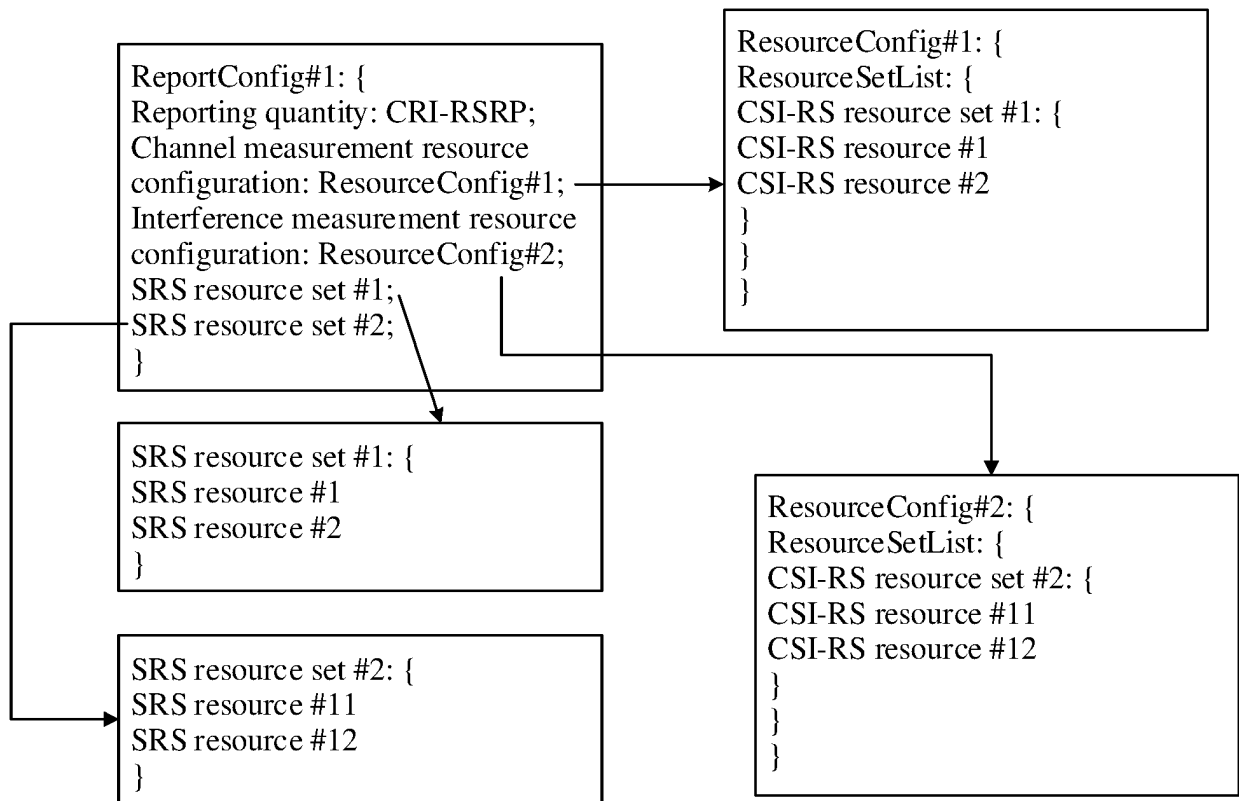 ReportConfig#1: {
Reporting quantity: CRI-RSRP;
Channel measurement resource
configuration: ResourceConfig#1;
Interference measurement resource
configuration: ResourceConfig#2;
SRS resource set #1;
SRS resource set #2;
}
ResourceConfig#1: {
ResourceSetList: {
CSI-RS resource set #1: {
CSI-RS resource #1
CSI-RS resource #2
}
}
}
SRS resource set #1: {
SRS resource #1
SRS resource #2
}
SRS resource set #2: {
SRS resource #11
SRS resource #12
}
ResourceConfig#2: {
ResourceSetList: {
CSI-RS resource set #2: {
CSI-RS resource #11
CSI-RS resource #12
}
}
}